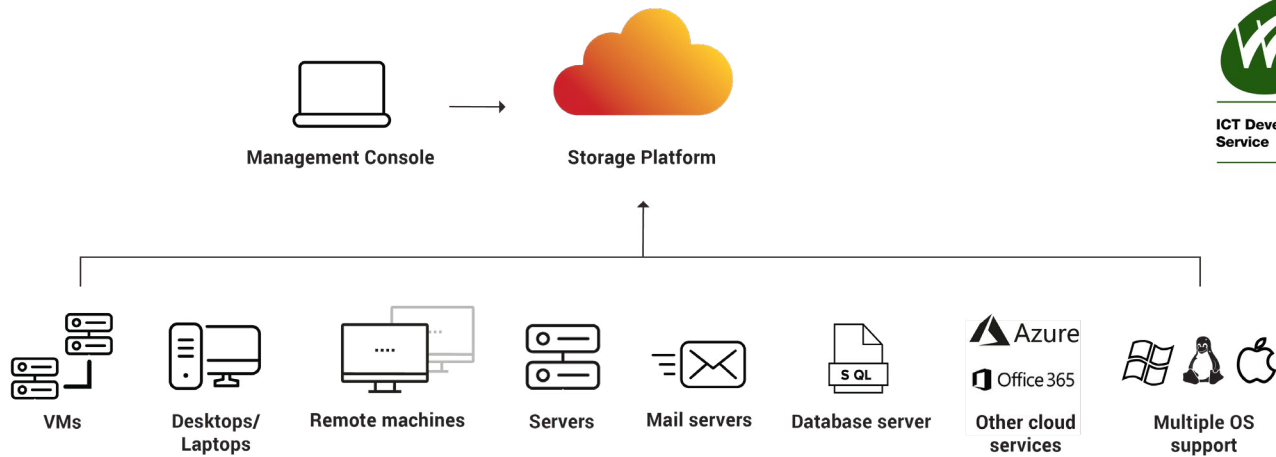 ICT Deve
Service
Management Console
Storage Platform
VMs
Desktops/
Laptops
Remote machines
Servers
Mail servers
S QL
Database server
Azure
Office 365
Other cloud
services
Multiple OS
support